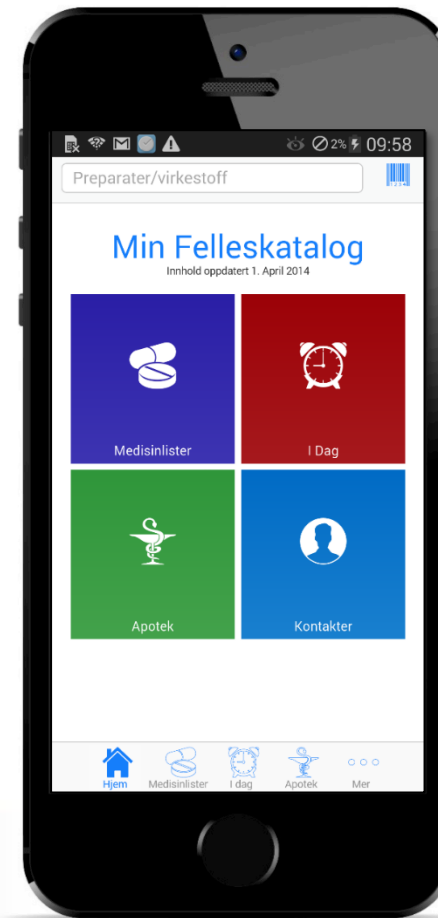 2% 09:58
Preparater/virkestoff
1234
Min Felleskatalog
Innhold oppdatert 1. April 2014
Medisinlister
I Dag
Apotek
Kontakter
Hjem
Medisinlister
I dag
Apotek
Mer